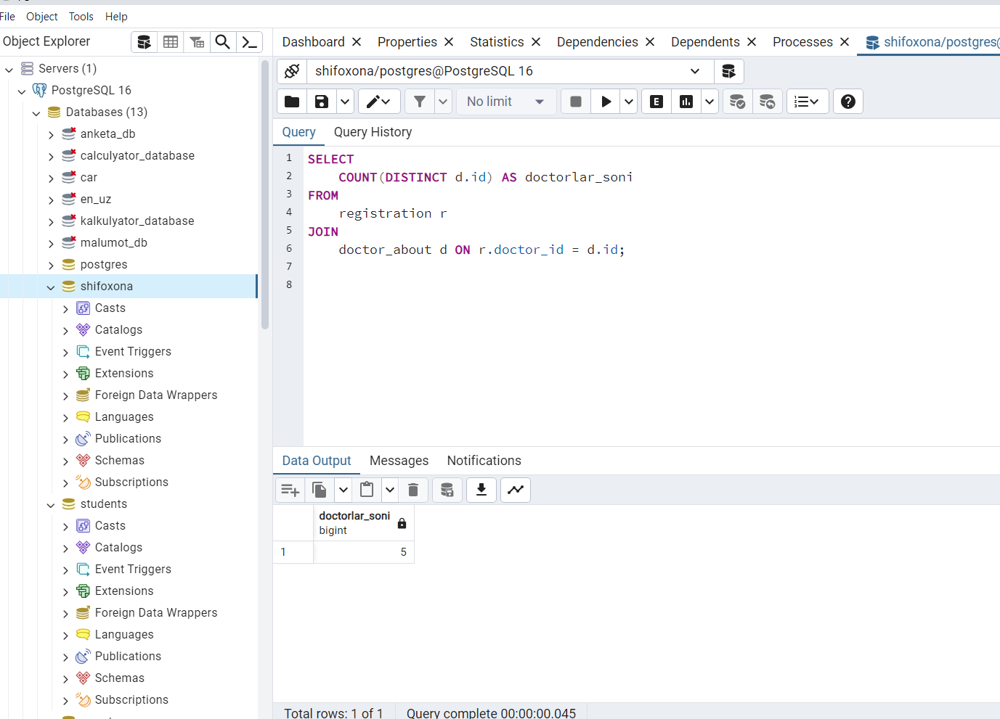 File Object Tools Help
Object Explorer
Dashboard Properties Statistics Dependencies Dependents Processes shifoxona/postgres@
Servers (1)
PostgreSQL 16
Databases (13)
anketa_db
calculyator_database
car
en_uz
kalkulyator_database
malumot_db
postgres
shifoxona
Casts
Catalogs
Event Triggers
Extensions
Foreign Data Wrappers
Languages
Publications
Schemas
Subscriptions
students
Casts
Catalogs
Event Triggers
Extensions
Foreign Data Wrappers
Languages
Publications
Schemas
Subscriptions
shifoxona/postgres@PostgreSQL 16
No limit
E
Query Query History
1 SELECT
2 COUNT(DISTINCT d.id) AS doctorlar_soni
3 FROM
4 registration r
5 JOIN
6 doctor_about d ON r.doctor_id = d.id;
7
8
Data Output Messages Notifications
doctorlar_soni
bigint
1 5
Total rows: 1 of 1 Query complete 00:00:00.045